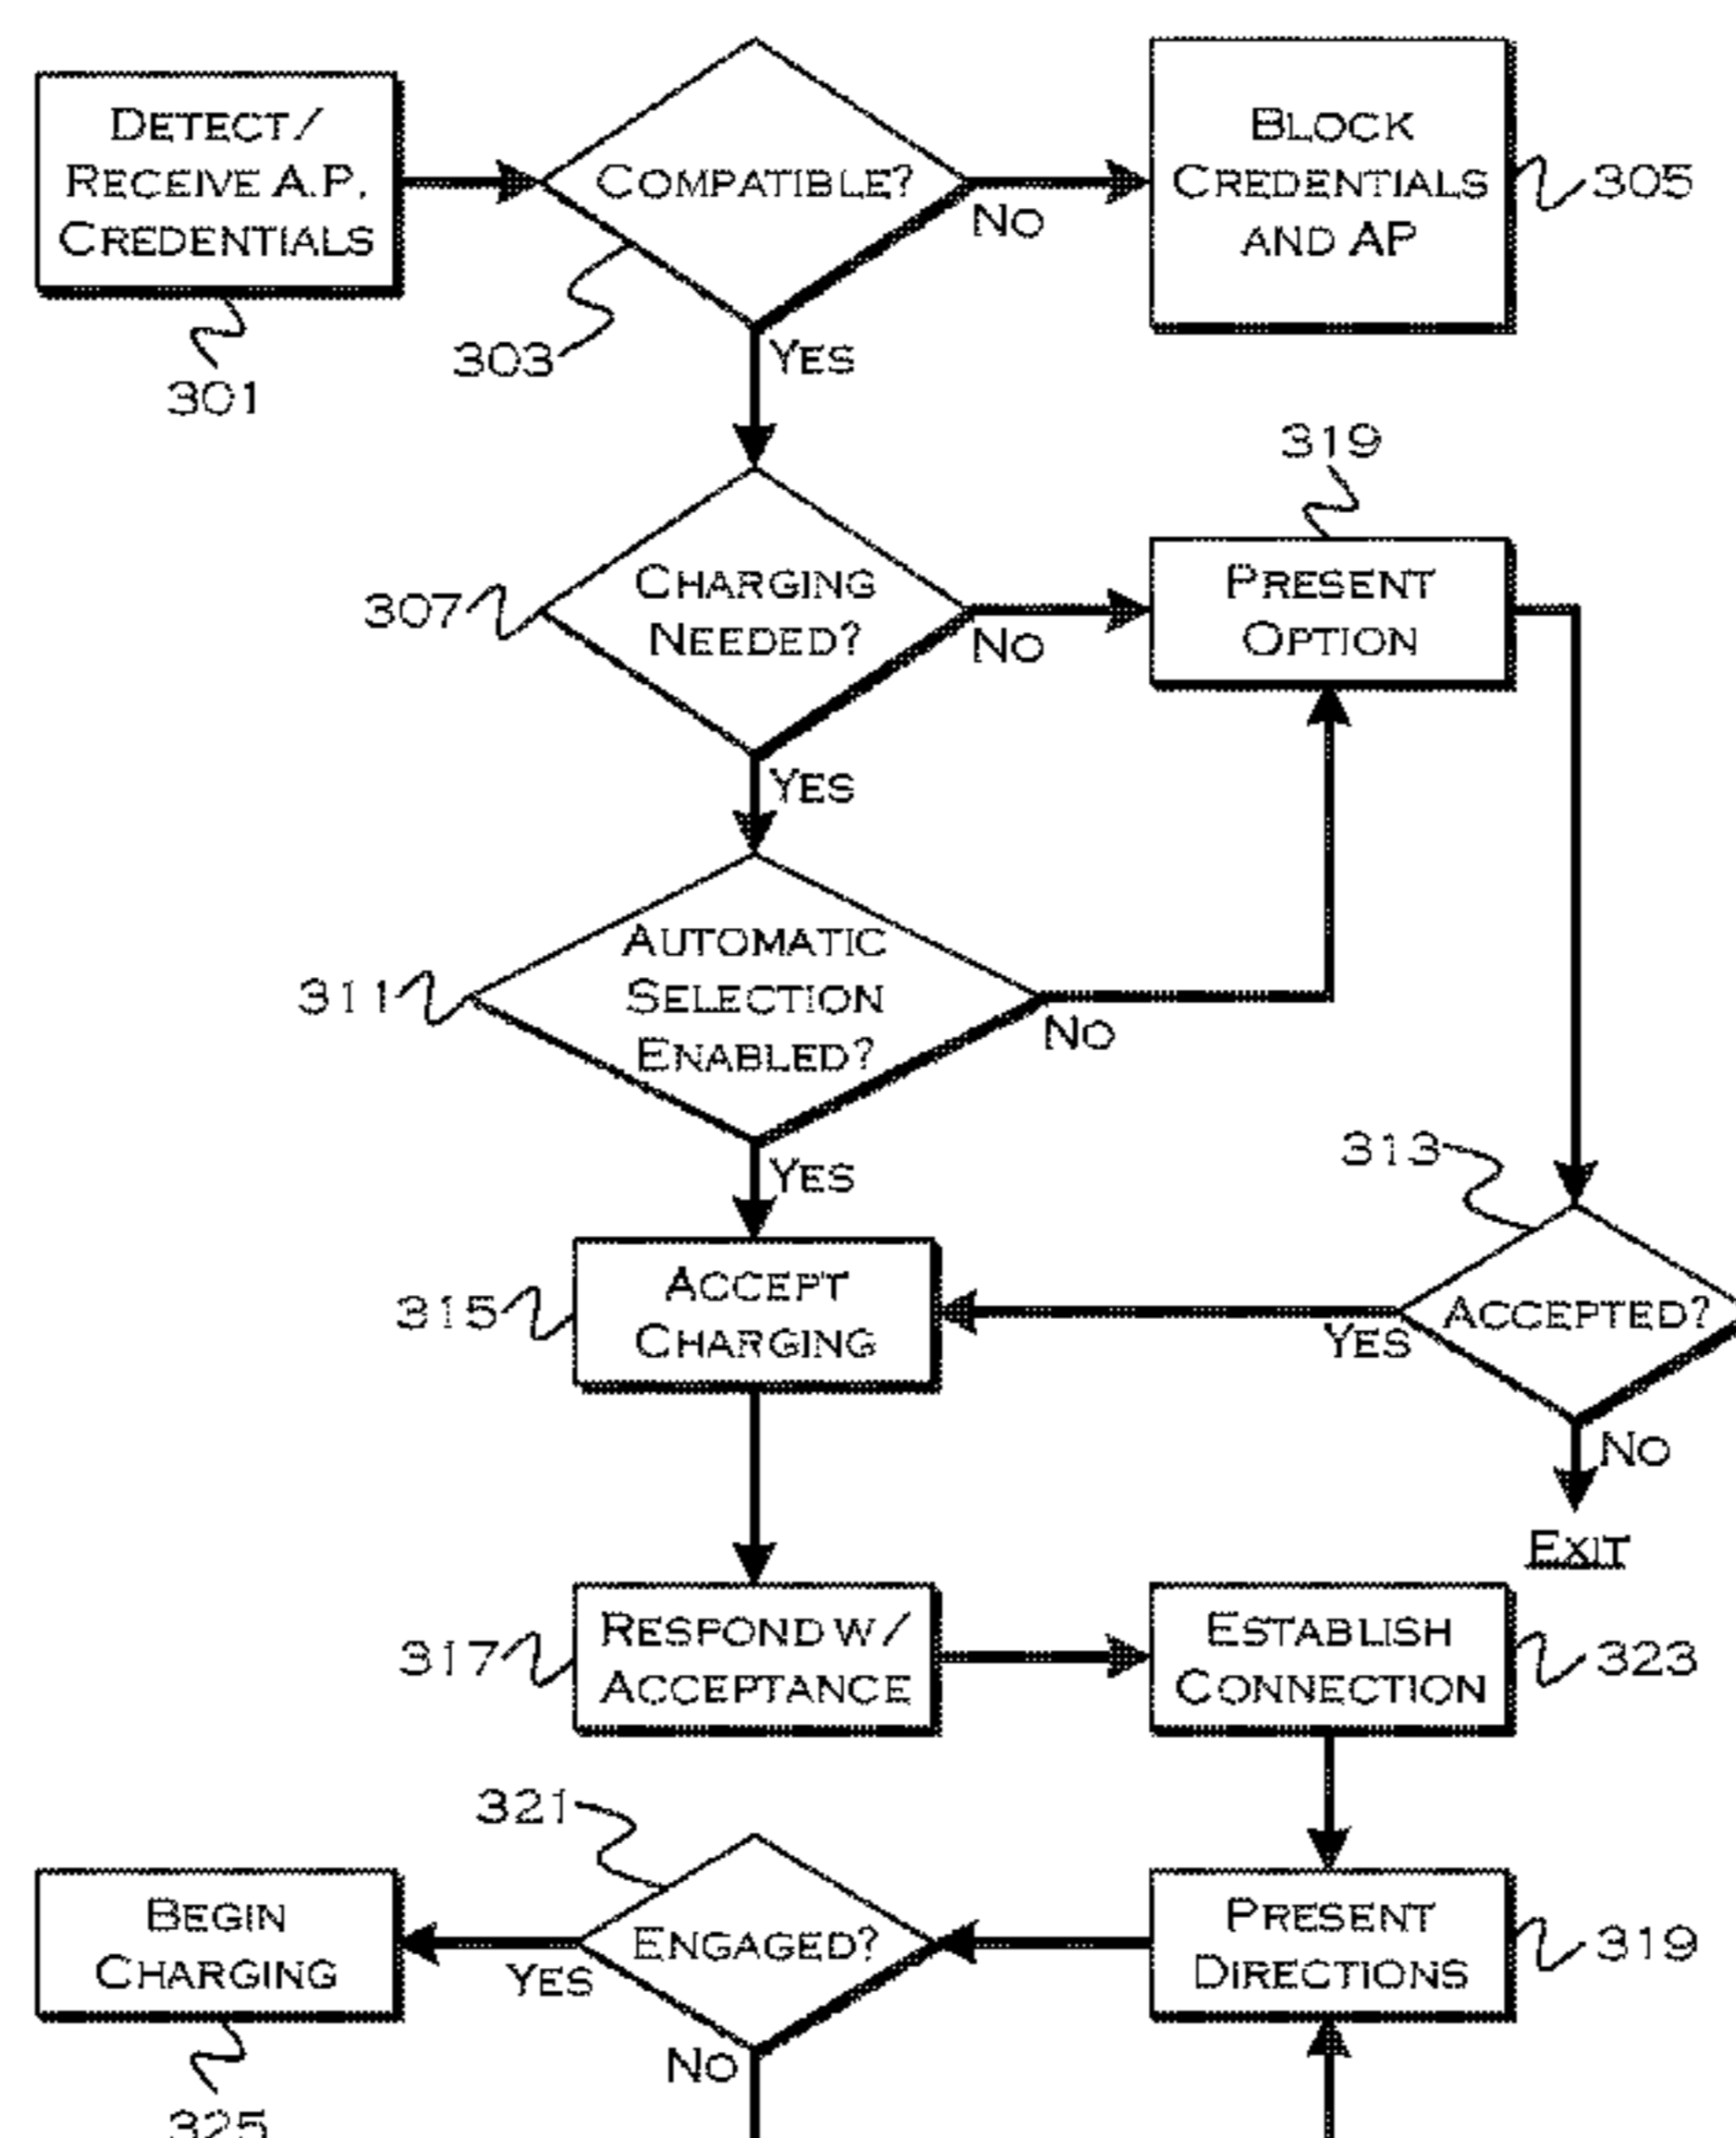 DETECT/
RECEIVE A.P.
CREDENTIALS
301
COMPATIBLE?
303
NO
YES
BLOCK
CREDENTIALS
AND AP
305
CHARGING
NEEDED?
307
NO
YES
319
PRESENT
OPTION
AUTOMATIC
SELECTION
ENABLED?
311
NO
YES
313
ACCEPTED?
YES
NO
EXIT
ACCEPT
CHARGING
315
RESPOND W/
ACCEPTANCE
317
ESTABLISH
CONNECTION
323
PRESENT
DIRECTIONS
319
321
ENGAGED?
YES
NO
BEGIN
CHARGING
325